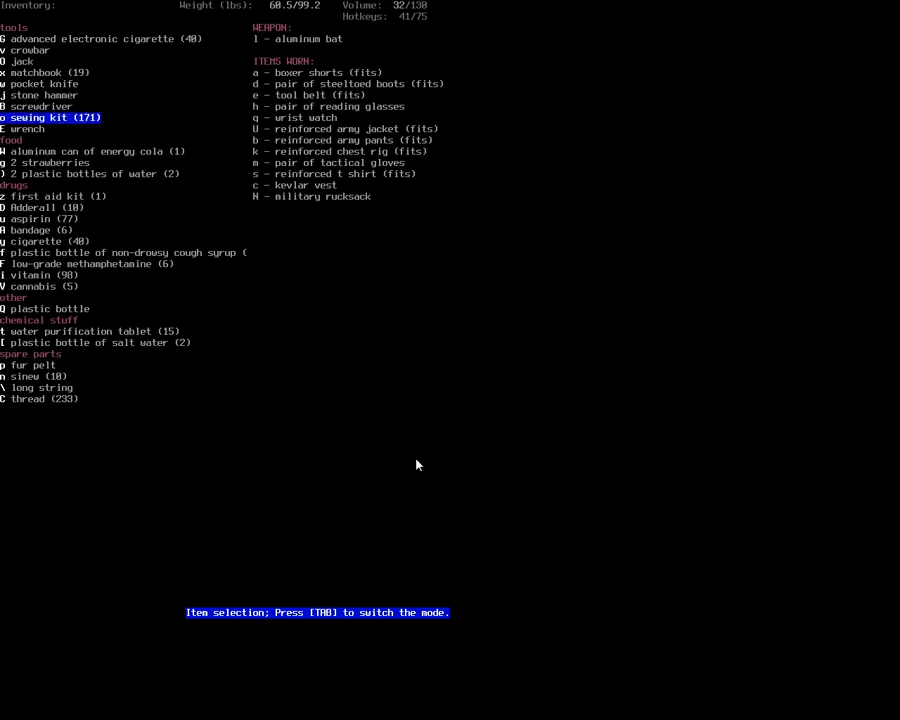 Inventory: Weight (lbs): 60.5/99.2 Volume: 32/130
Hotkeys: 41/75
tools
G advanced electronic cigarette (40)
v crowbar
O jack
x matchbook (19)
w pocket knife
j stone hammer
B screwdriver
o sewing kit (171)
E wrench
food
W aluminum can of energy cola (1)
g 2 strawberries
) 2 plastic bottles of water (2)
drugs
z first aid kit (1)
D Adderall (10)
u aspirin (77)
A bandage (6)
y cigarette (40)
f plastic bottle of non-drowsy cough syrup (
F low-grade methamphetamine (6)
i vitamin (98)
V cannabis (5)
other
Q plastic bottle
chemical stuff
t water purification tablet (15)
[ plastic bottle of salt water (2)
spare parts
p fur pelt
n sinew (10)
\ long string
C thread (233)
WEAPON:
l - aluminum bat
ITEMS WORN:
a - boxer shorts (fits)
d - pair of steeltoed boots (fits)
e - tool belt (fits)
h - pair of reading glasses
q - wrist watch
U - reinforced army jacket (fits)
b - reinforced army pants (fits)
k - reinforced chest rig (fits)
m - pair of tactical gloves
s - reinforced t shirt (fits)
c - kevlar vest
N - military rucksack
Item selection; Press [TAB] to switch the mode.